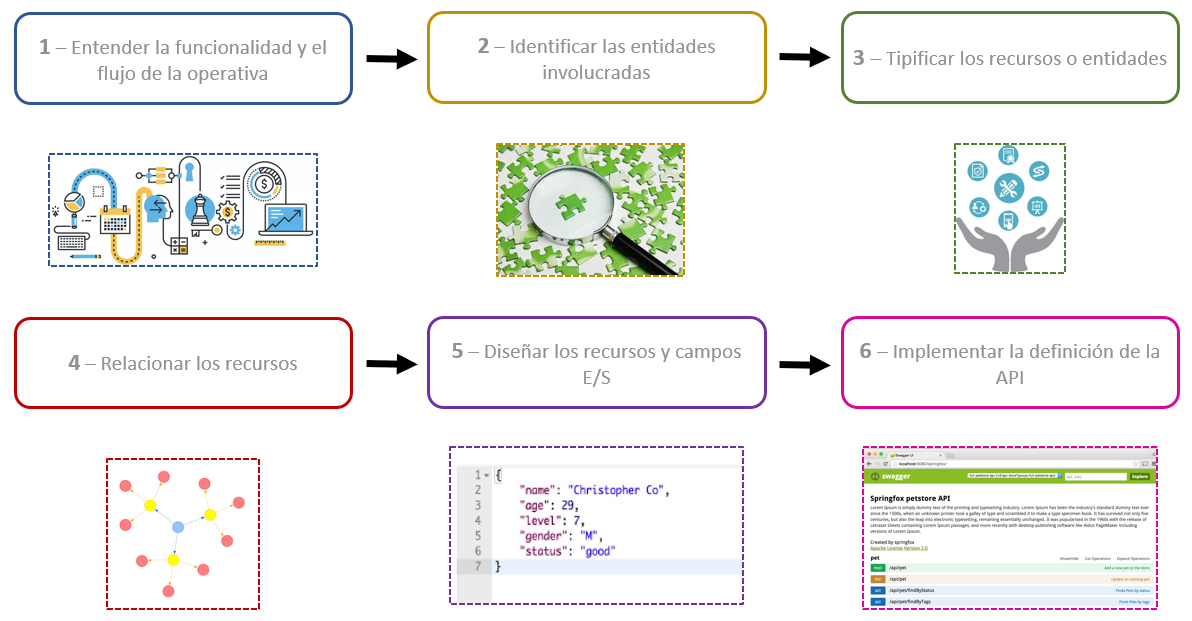 1 – Entender la funcionalidad y el
flujo de la operativa
2 – Identificar las entidades
involucradas
3 – Tipificar los recursos o entidades
4 – Relacionar los recursos
5 – Diseñar los recursos y campos
E/S
6 – Implementar la definición de la
API
1 {
2 "name": "Christopher Co",
3 "age": 29,
4 "level": 7,
5 "gender": "M",
6 "status": "good"
7 }
Swagger UI
localhost:8080/springfox/
swagger
api_key
Explore
Springfox petstore API
Lorem Ipsum is simply dummy text of the printing and typesetting industry. Lorem Ipsum has been the industry's standard dummy text ever
since the 1500s, when an unknown printer took a galley of type and scrambled it to make a type specimen book. It has survived not only five
centuries, but also the leap into electronic typesetting, remaining essentially unchanged. It was popularised in the 1960s with the release of
Letraset sheets containing Lorem Ipsum passages, and more recently with desktop publishing software like Aldus PageMaker including
versions of Lorem Ipsum.
Created by springfox
Apache License Version 2.0
pet
Show/Hide List Operations Expand Operations
POST /api/pet Add a new pet to the store
PUT /api/pet Update an existing pet
GET /api/pet/findByStatus Finds Pets by status
GET /api/pet/findByTags Finds Pets by tags